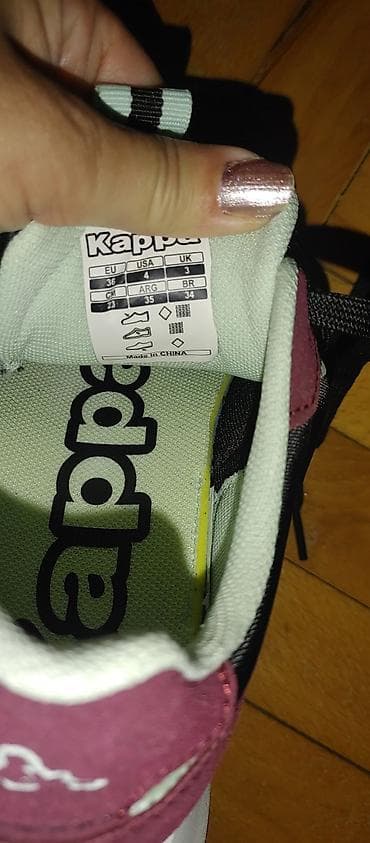 Kappa
EU USA UK
36 4 3
CM ARG BR
23 35 34
Made in CHINA
Kappa